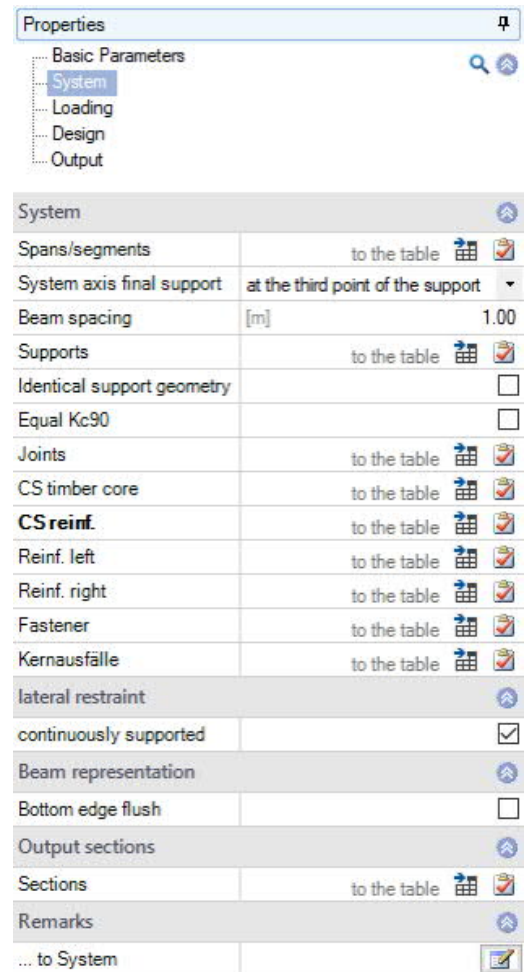 Properties
Basic Parameters
System
Loading
Design
Output
System
Spans/segments to the table
System axis final support at the third point of the support
Beam spacing [m] 1.00
Supports to the table
Identical support geometry
Equal Kc90
Joints to the table
CS timber core to the table
CS reinf. to the table
Reinf. left to the table
Reinf. right to the table
Fastener to the table
Kernausfälle to the table
lateral restraint
continuously supported
Beam representation
Bottom edge flush
Output sections
Sections to the table
Remarks
... to System